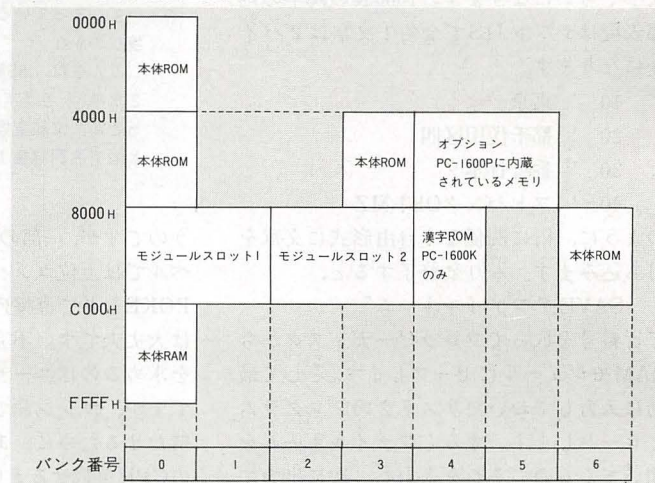 0000H
本体ROM
4000H
本体ROM
本体ROM
オプション
PC-1600Pに内蔵
されているメモリ
8000H
モジュールスロット1
モジュールスロット2
漢字ROM
PC-1600K
のみ
本体ROM
C000H
本体RAM
FFFFH
バンク番号
0
1
2
3
4
5
6